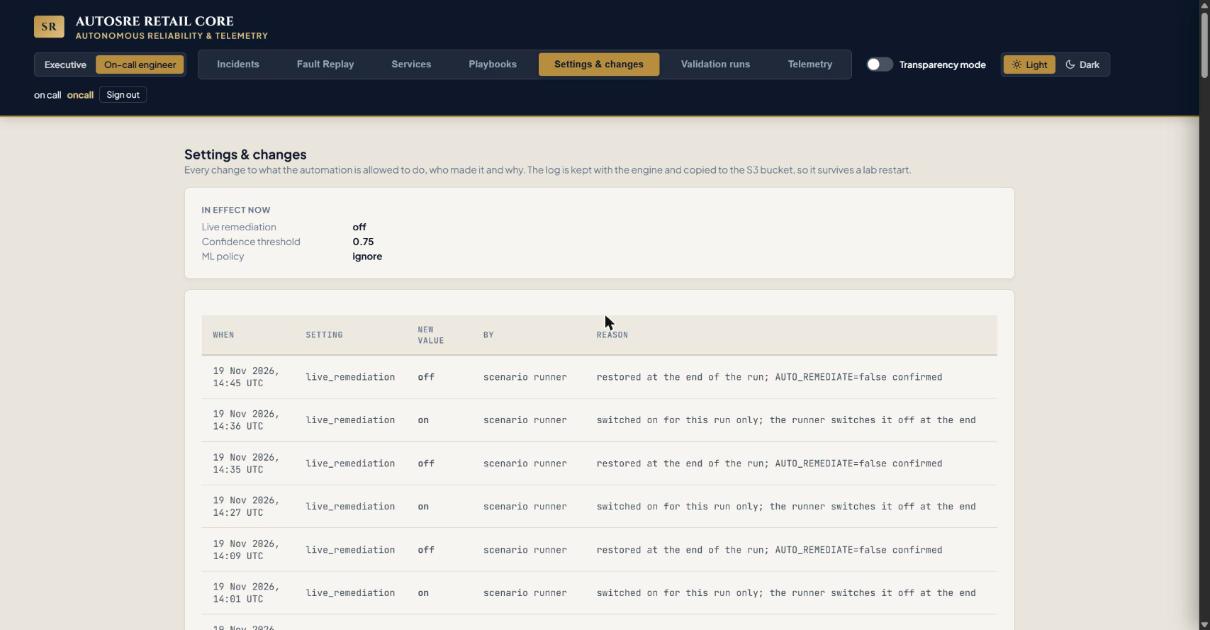 SR
AUTOSRE RETAIL CORE
AUTONOMOUS RELIABILITY & TELEMETRY
Executive On-call engineer Incidents Fault Replay Services Playbooks Settings & changes Validation runs Telemetry Transparency mode Light Dark
on call oncall Sign out
Settings & changes
Every change to what the automation is allowed to do, who made it and why. The log is kept with the engine and copied to the S3 bucket, so it survives a lab restart.
IN EFFECT NOW
Live remediation off
Confidence threshold 0.75
ML policy ignore
WHEN SETTING NEW VALUE BY REASON
19 Nov 2026, 14:45 UTC live_remediation off scenario runner restored at the end of the run; AUTO_REMEDIATE=false confirmed
19 Nov 2026, 14:36 UTC live_remediation on scenario runner switched on for this run only; the runner switches it off at the end
19 Nov 2026, 14:35 UTC live_remediation off scenario runner restored at the end of the run; AUTO_REMEDIATE=false confirmed
19 Nov 2026, 14:27 UTC live_remediation on scenario runner switched on for this run only; the runner switches it off at the end
19 Nov 2026, 14:09 UTC live_remediation off scenario runner restored at the end of the run; AUTO_REMEDIATE=false confirmed
19 Nov 2026, 14:01 UTC live_remediation on scenario runner switched on for this run only; the runner switches it off at the end